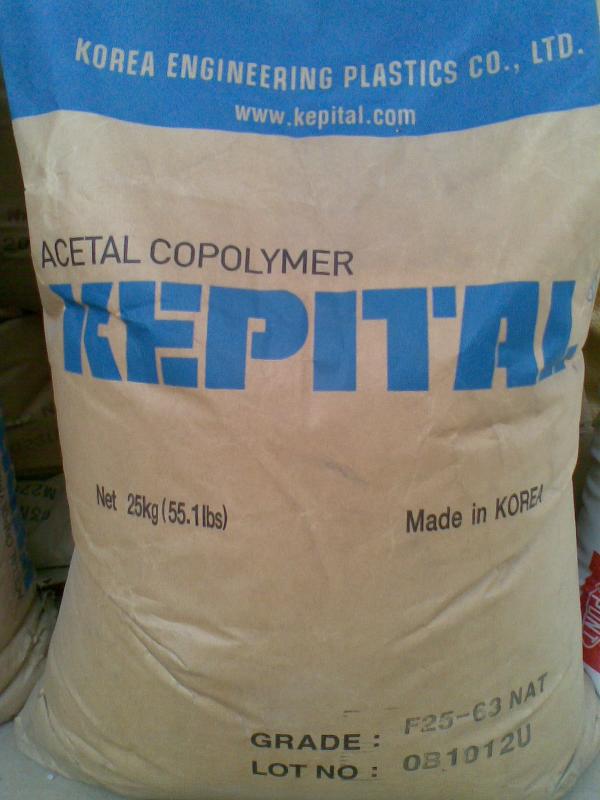 KOREA ENGINEERING PLASTICS CO., LTD.
www.kepital.com
ACETAL COPOLYMER
KEPITAL
Net 25kg (55.1lbs)
Made in KOREA
GRADE : F25-63 NAT
LOT NO : 0B1012U